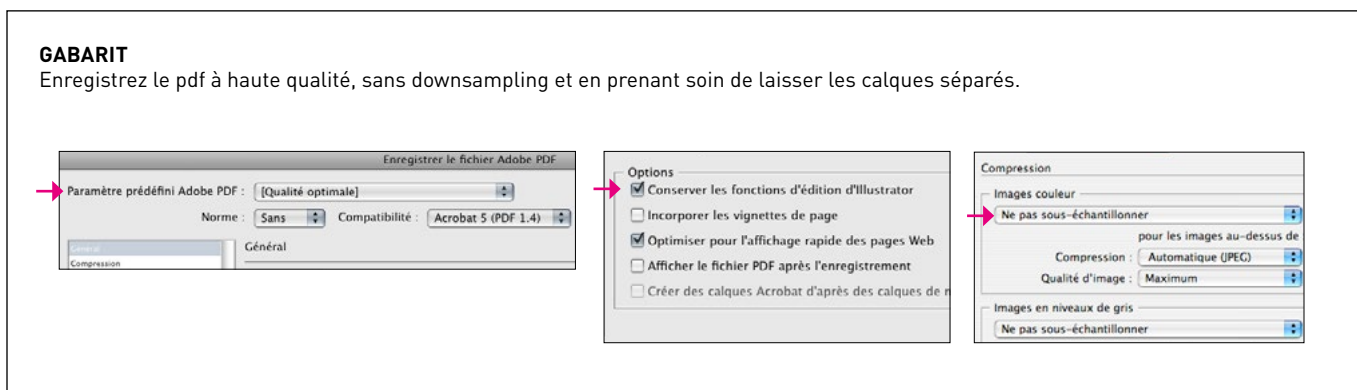 GABARIT
Enregistrez le pdf à haute qualité, sans downsampling et en prenant soin de laisser les calques séparés.
Enregistrer le fichier Adobe PDF
Paramètre prédéfini Adobe PDF : [Qualité optimale]
Norme : Sans Compatibilité : Acrobat 5 (PDF 1.4)
Général Général
Compression
Options
Conserver les fonctions d'édition d'Illustrator
Incorporer les vignettes de page
Optimiser pour l'affichage rapide des pages Web
Afficher le fichier PDF après l'enregistrement
Créer des calques Acrobat d'après des calques de
Compression
Images couleur
Ne pas sous-échantillonner
pour les images au-dessus de
Compression : Automatique (JPEG)
Qualité d'image : Maximum
Images en niveaux de gris
Ne pas sous-échantillonner